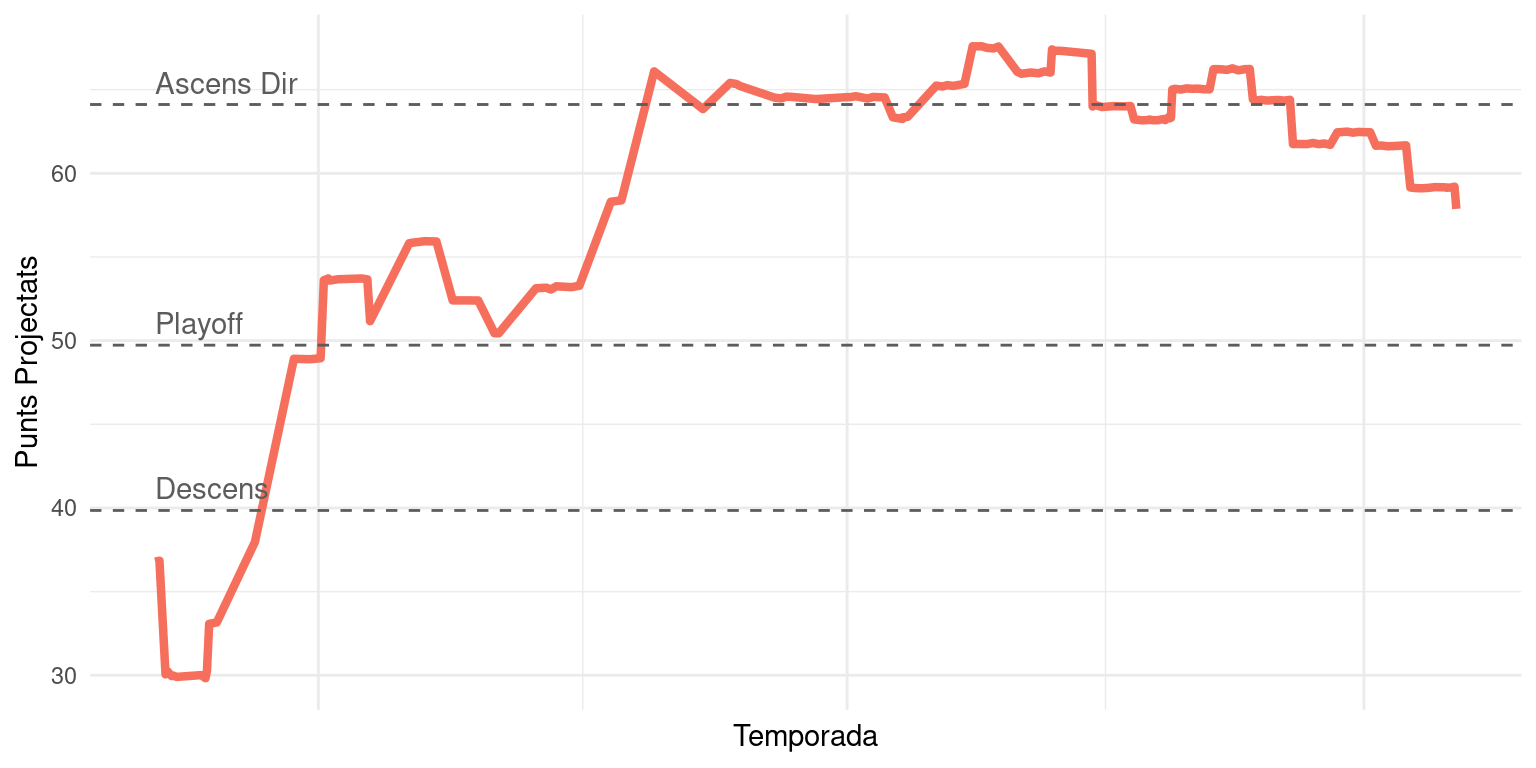 Ascens Dir
60
Playoff
50
Descens
40
30
Punts Projectats
Temporada